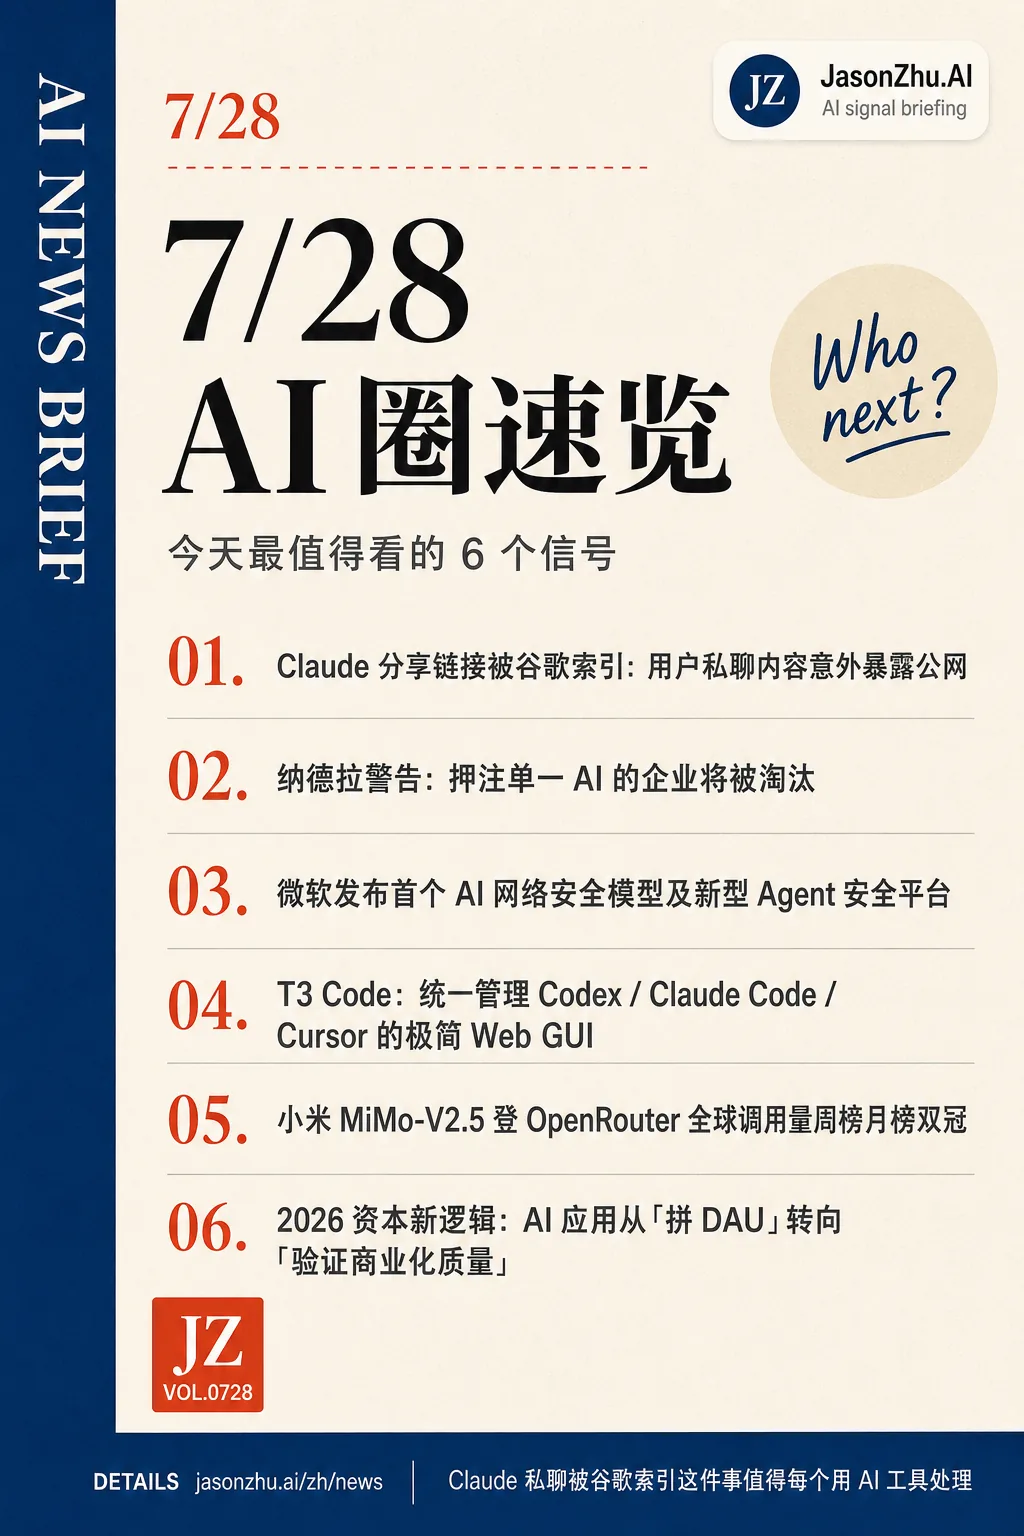 AI NEWS BRIEF
7/28
JZ
JasonZhu.AI
AI signal briefing
7/28
AI 圈速览
Who
next?
今天最值得看的 6 个信号
01. Claude 分享链接被谷歌索引：用户私聊内容意外暴露公网
02. 纳德拉警告：押注单一 AI 的企业将被淘汰
03. 微软发布首个 AI 网络安全模型及新型 Agent 安全平台
04. T3 Code：统一管理 Codex / Claude Code /
Cursor 的极简 Web GUI
05. 小米 MiMo-V2.5 登 OpenRouter 全球调用量周榜月榜双冠
06. 2026 资本新逻辑：AI 应用从「拼 DAU」转向
「验证商业化质量」
JZ
VOL.0728
DETAILS jasonzhu.ai/zh/news
Claude 私聊被谷歌索引这件事值得每个用 AI 工具处理